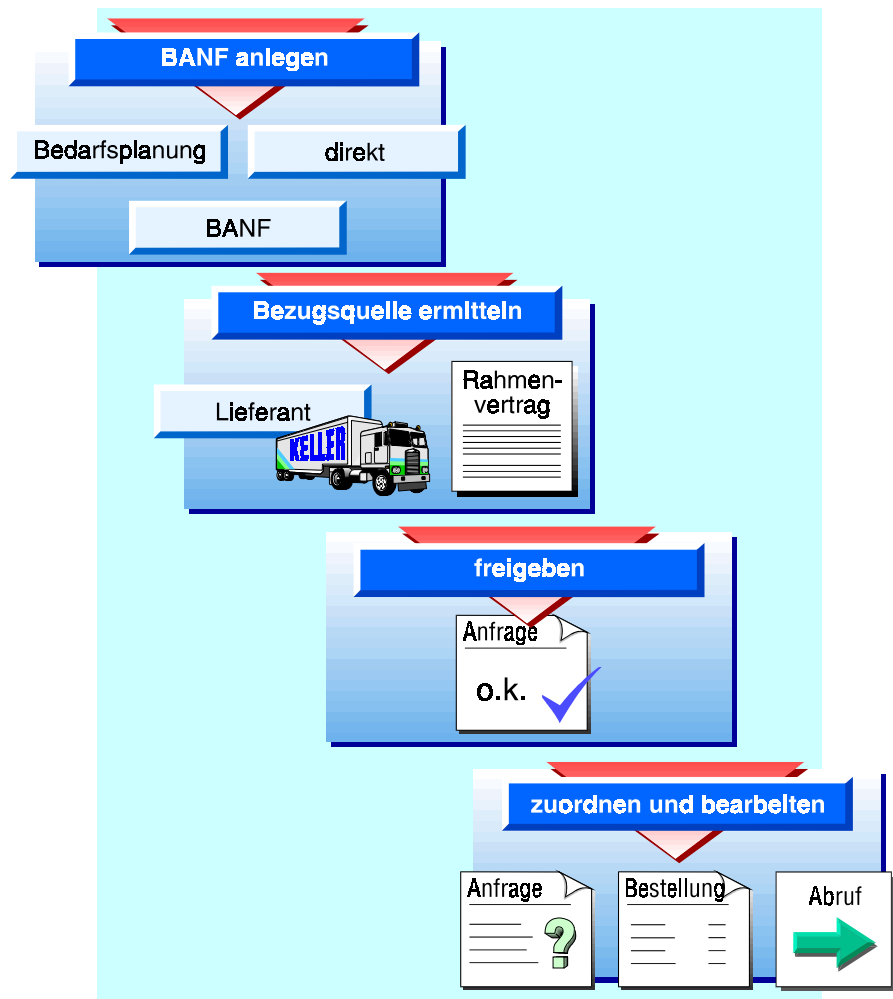 BANF anlegen
Bedarfsplanung
direkt
BANF
Bezugsquelle ermItteln
Lieferant
KELLER
Rahmen-
vertrag
freigeben
Anfrage
o.k.
zuordnen und bearbeIten
Anfrage
?
Bestellung
Abruf